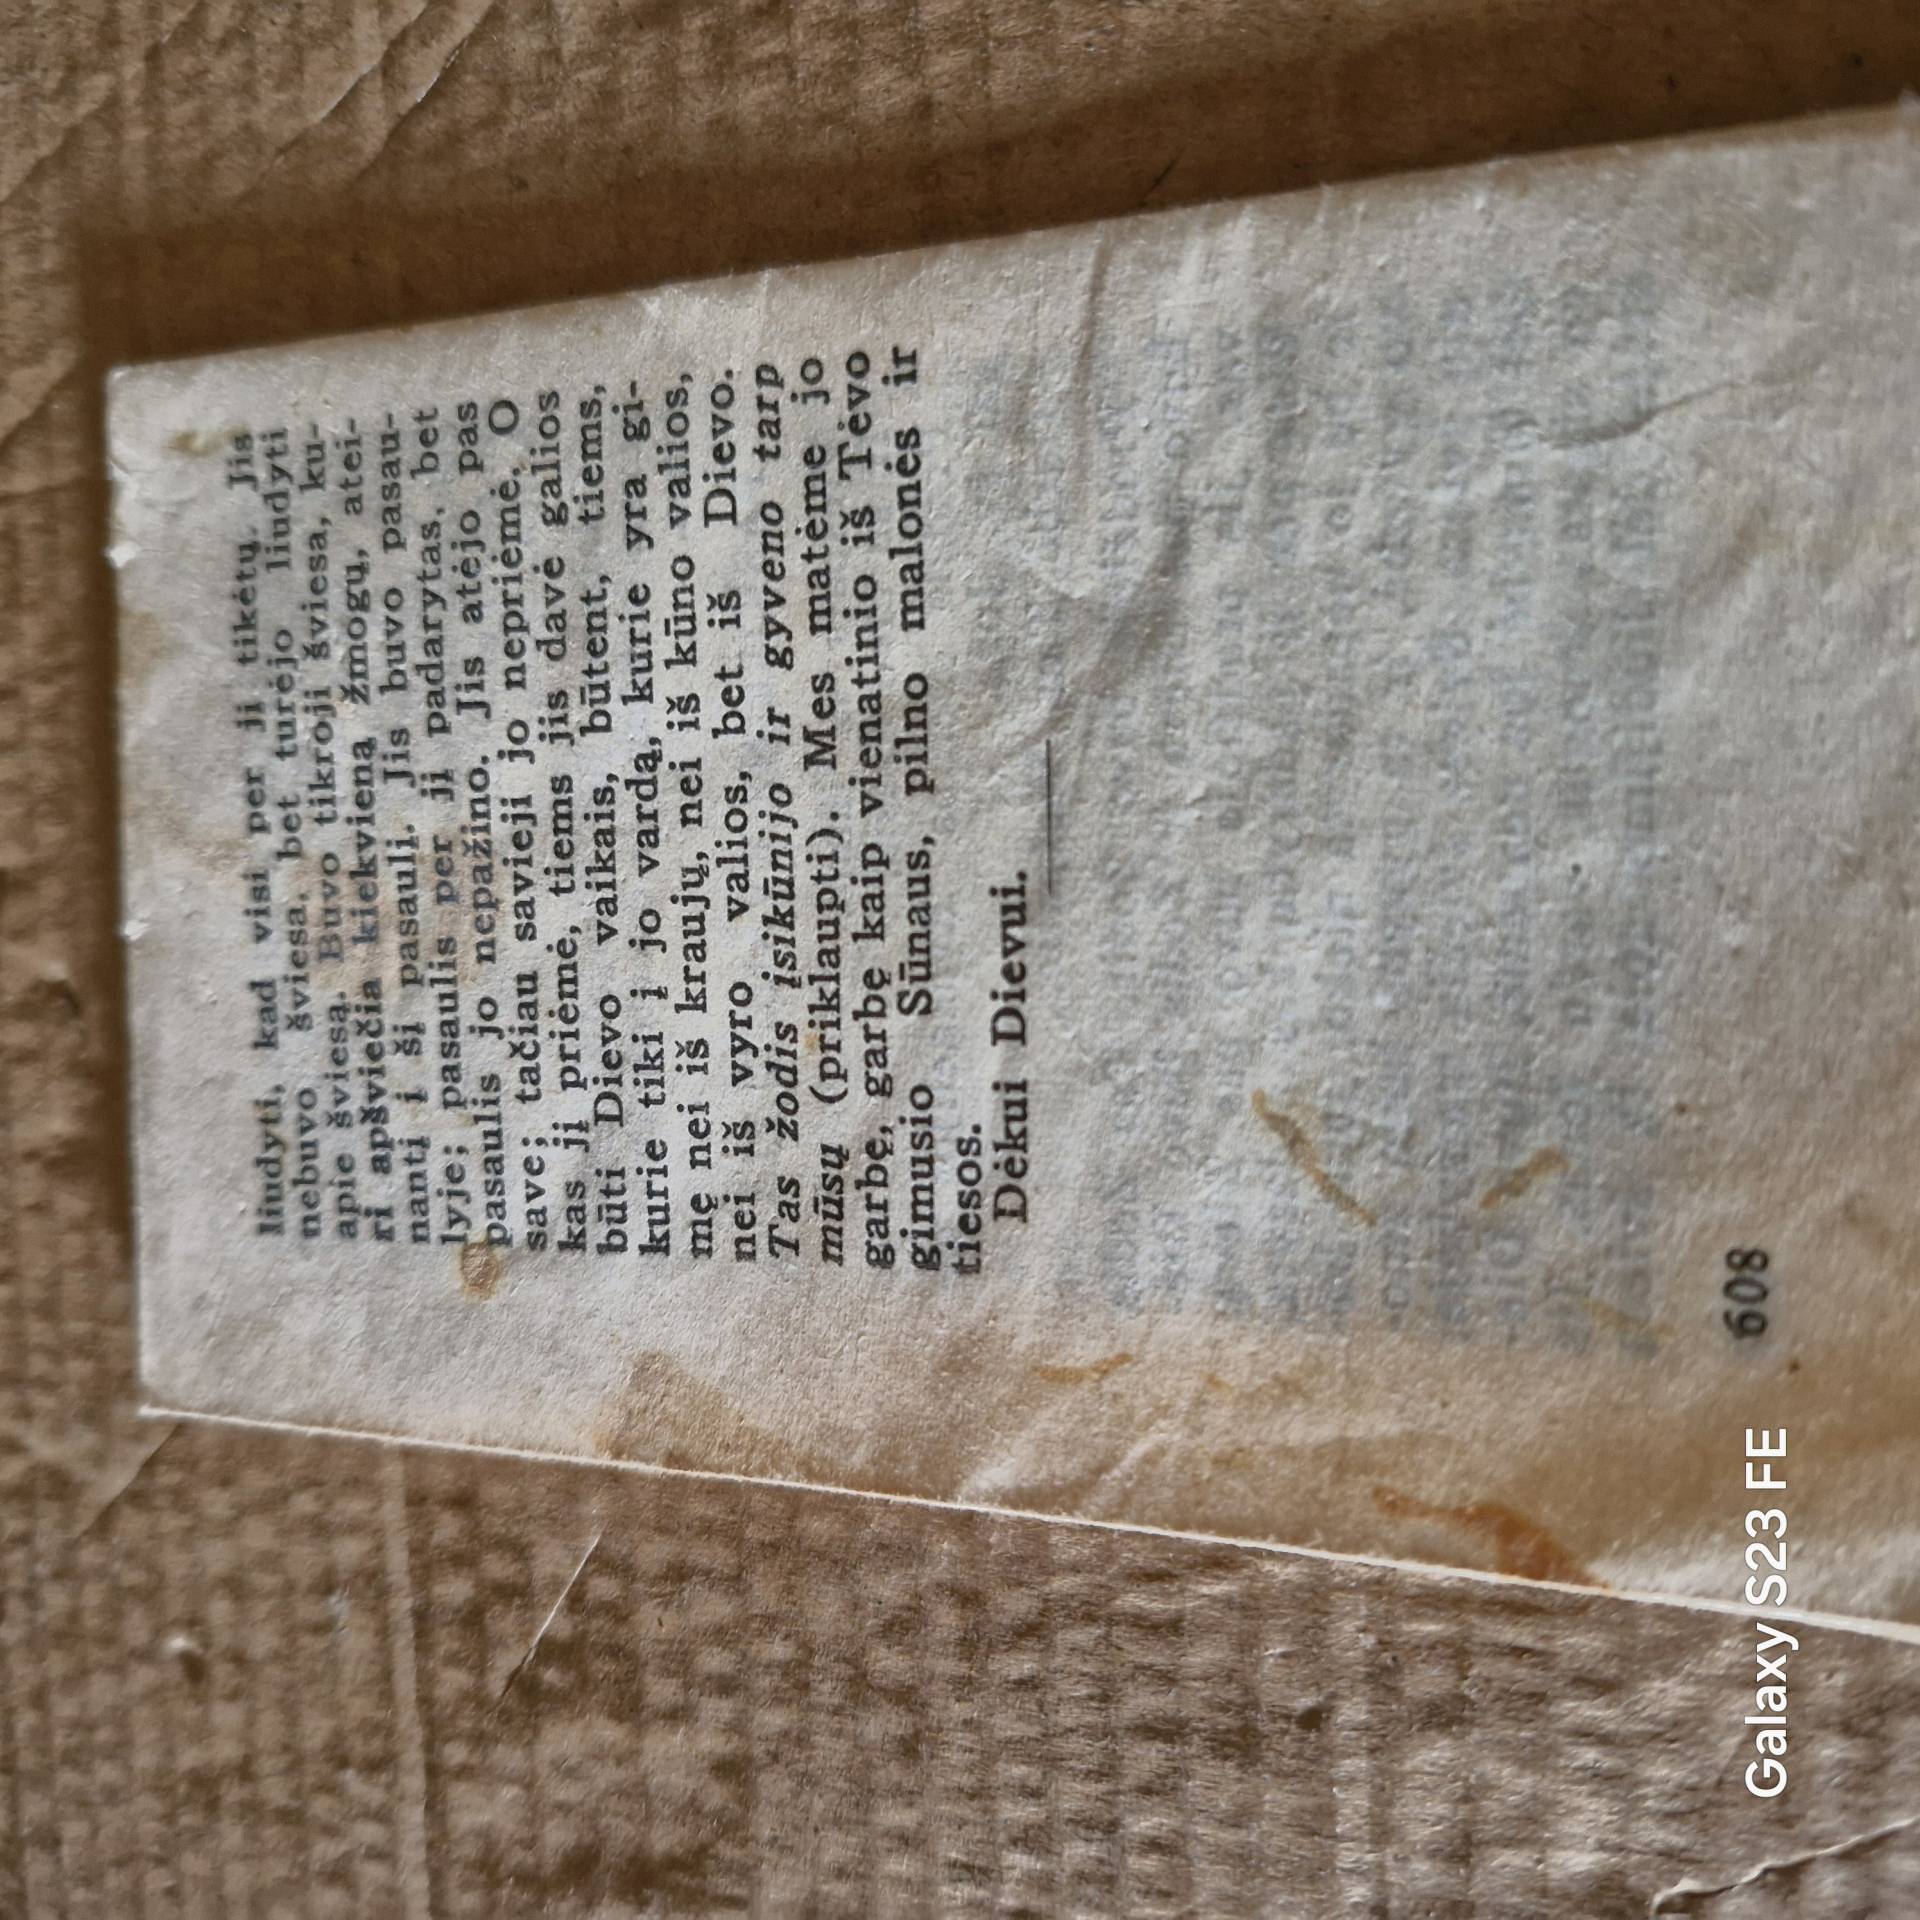 liudyti, kad visi per jį tikėtų. Jis
nebuvo šviesa, bet turėjo liudyti
apie šviesą. Buvo tikroji šviesa, ku-
ri apšviečia kiekvieną žmogų, atei-
nantį į šį pasaulį. Jis buvo pasau-
lyje; pasaulis per jį padarytas, bet
pasaulis jo nepažino. Jis atėjo pas
save; tačiau savieji jo nepriėmė. O
kas jį priėmė, tiems jis davė galios
būti Dievo vaikais, būtent, tiems,
kurie tiki į jo vardą, kurie yra gi-
mę nei iš kraujų, nei iš kūno valios,
nei iš vyro valios, bet iš Dievo.
Tas žodis įsikūnijo ir gyveno tarp
mūsų (priklaupti). Mes matėme jo
garbę, garbę kaip vienatinio iš Tėvo
gimusio Sūnaus, pilno malonės ir
tiesos.
Dėkui Dievui.
608
Galaxy S23 FE